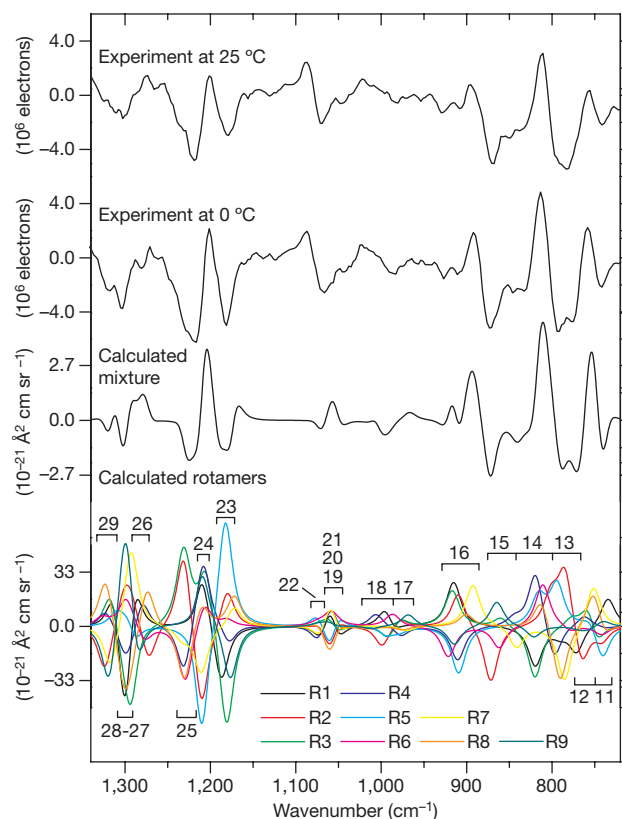 4.0
Experiment at 25 °C
0.0
–4.0
(10⁶ electrons)
4.0
Experiment at 0 °C
0.0
–4.0
(10⁶ electrons)
2.7
Calculated
mixture
0.0
–2.7
(10⁻²¹ Å² cm sr ⁻¹)
Calculated rotamers
33
0.0
–33
(10⁻²¹ Å² cm sr ⁻¹)
29
26
23
24
21
20
19
22
18
17
16
15
14
13
28-27
25
12
11
R1
R4
R2
R5
R7
R3
R6
R8
R9
1,300
1,200
1,100
1,000
900
800
Wavenumber (cm⁻¹)